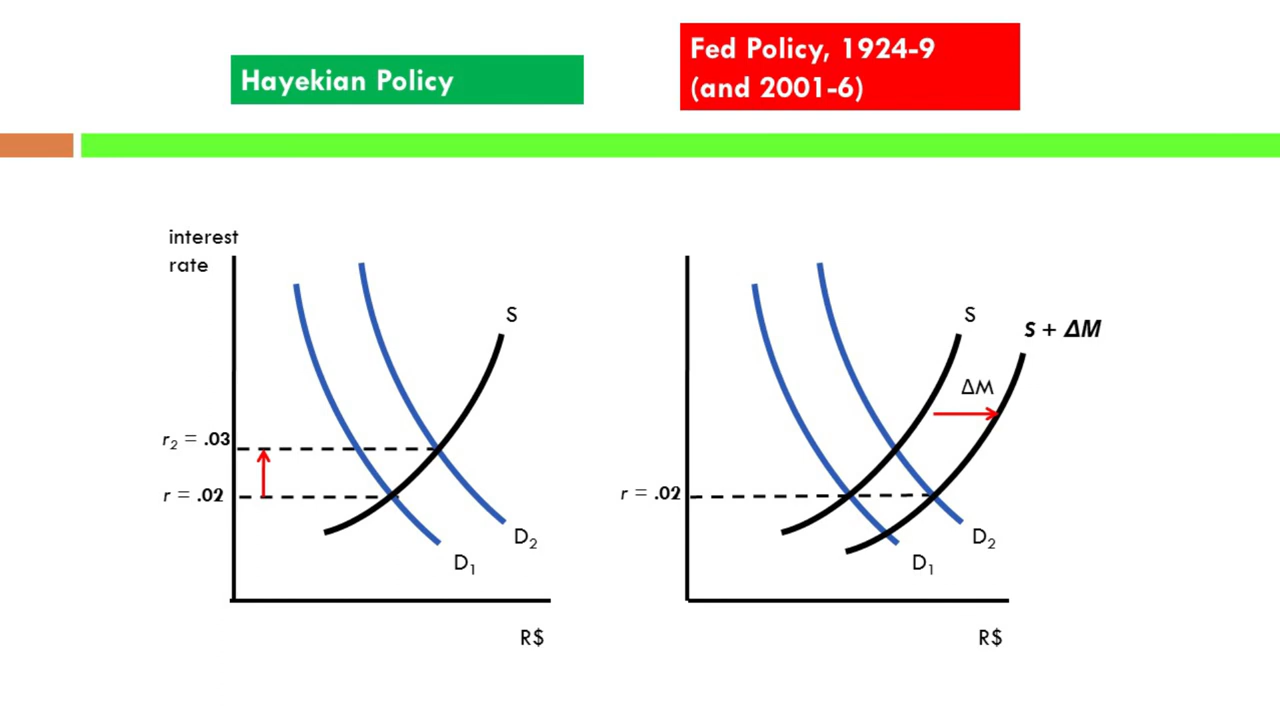 Hayekian Policy
Fed Policy, 1924-9
(and 2001-6)
interest
rate
S
r₂ = .03
r = .02
D₂
D₁
R$
S
S + ΔM
ΔM
r = .02
D₂
D₁
R$